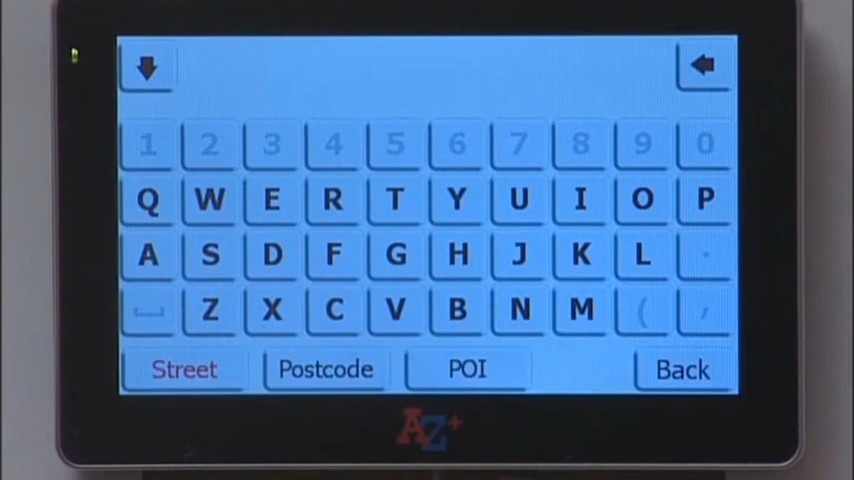 1 2 3 4 5 6 7 8 9 0
Q W E R T Y U I O P
A S D F G H J K L .
Z X C V B N M ( ,
Street Postcode POI Back
AZ+